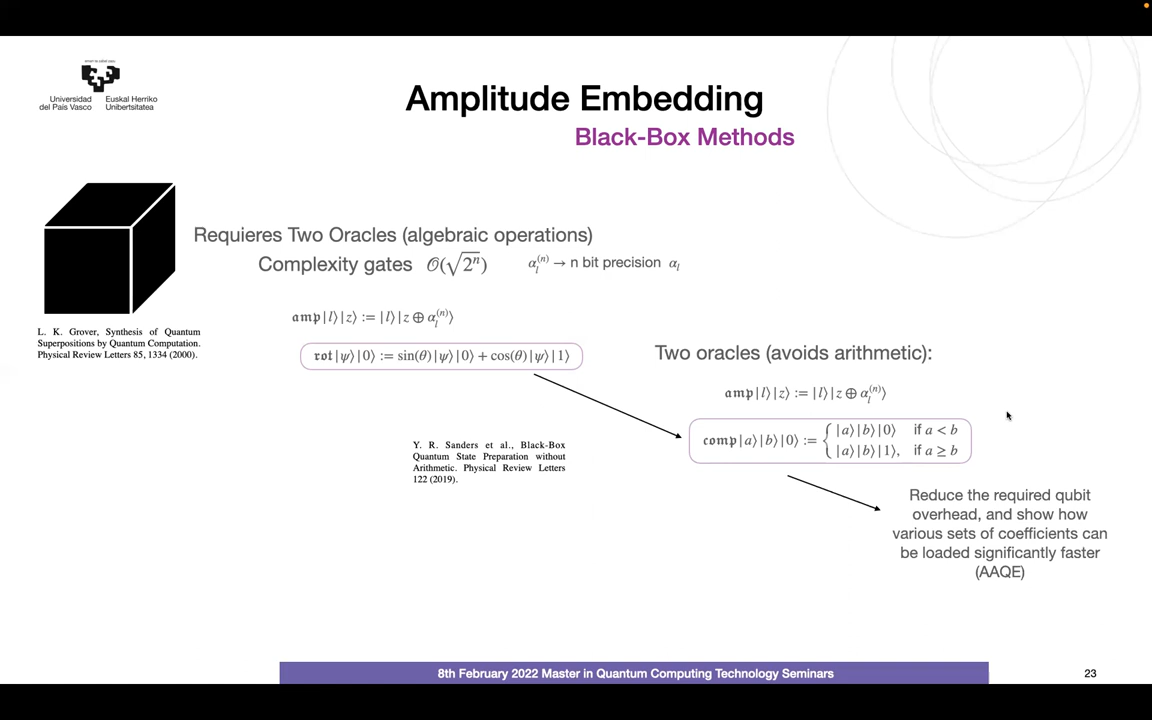 Universidad Euskal Herriko
del País Vasco Unibertsitatea
Amplitude Embedding
Black-Box Methods
Requieres Two Oracles (algebraic operations)
Complexity gates 𝒪(√2ⁿ) α_l^(n) → n bit precision α_l
𝔞𝔪𝔭|l⟩|z⟩ := |l⟩|z ⊕ α_l^(n)⟩
𝔯𝔬𝔱|ψ⟩|0⟩ := sin(θ)|ψ⟩|0⟩ + cos(θ)|ψ⟩|1⟩
L. K. Grover, Synthesis of Quantum
Superpositions by Quantum Computation.
Physical Review Letters 85, 1334 (2000).
Two oracles (avoids arithmetic):
𝔞𝔪𝔭|l⟩|z⟩ := |l⟩|z ⊕ α_l^(n)⟩
𝔠𝔬𝔪𝔭|a⟩|b⟩|0⟩ := { |a⟩|b⟩|0⟩ if a < b
|a⟩|b⟩|1⟩, if a ≥ b
Y. R. Sanders et al., Black-Box
Quantum State Preparation without
Arithmetic. Physical Review Letters
122 (2019).
Reduce the required qubit
overhead, and show how
various sets of coefficients can
be loaded significantly faster
(AAQE)
8th February 2022 Master in Quantum Computing Technology Seminars
23